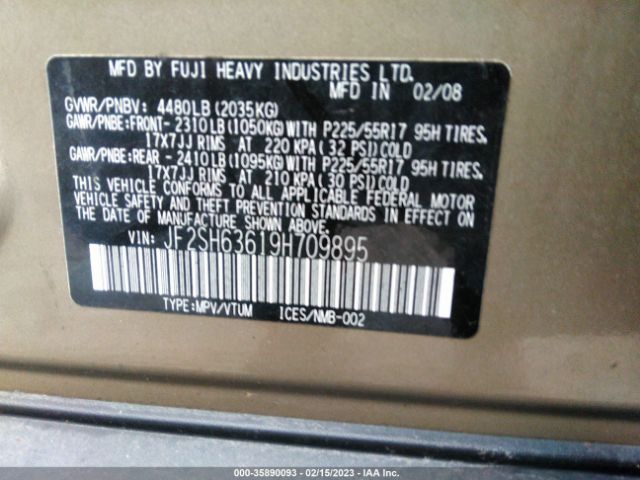 MFD BY FUJI HEAVY INDUSTRIES LTD.
MFD IN 02/08
GVWR/PNBV: 4480LB(2035KG)
GAWR/PNBE:FRONT-2310LB(1050KG)WITH P225/55R17 95H TIRES.
17X7JJ RIMS AT 220 KPA(32 PSI)COLD
GAWR/PNBE:REAR -2410LB(1095KG)WITH P225/55R17 95H TIRES.
17X7JJ RIMS AT 210 KPA(30 PSI)COLD
THIS VEHICLE CONFORMS TO ALL APPLICABLE FEDERAL MOTOR
VEHICLE SAFETY AND THEFT PREVENTION STANDARDS IN EFFECT
ON THE DATE OF MANUFACTURE SHOWN ABOVE.
VIN: JF2SH63619H709895
TYPE:MPV/VTUM ICES/NMB-002
000-35890093 - 02/15/2023 - IAA Inc.